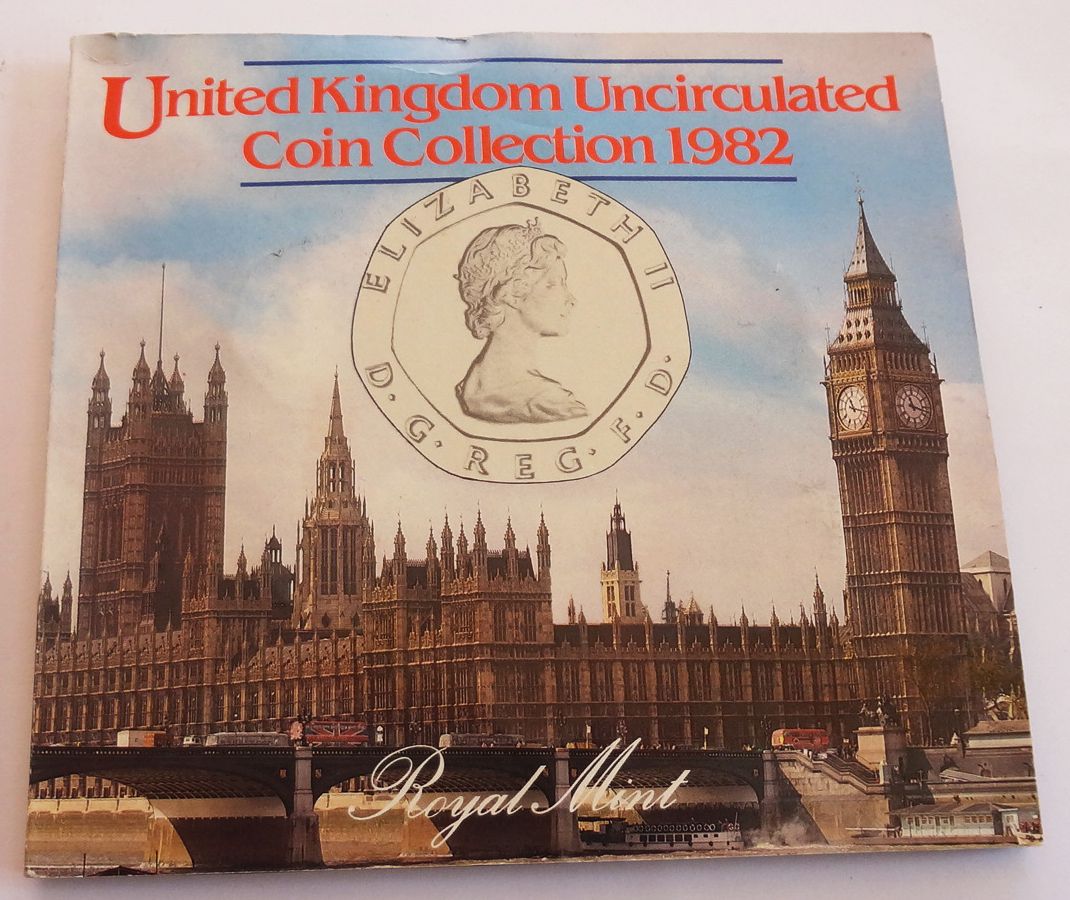 United Kingdom Uncirculated
Coin Collection 1982
ELIZABETH II
D·G·REG·F·D·
Royal Mint